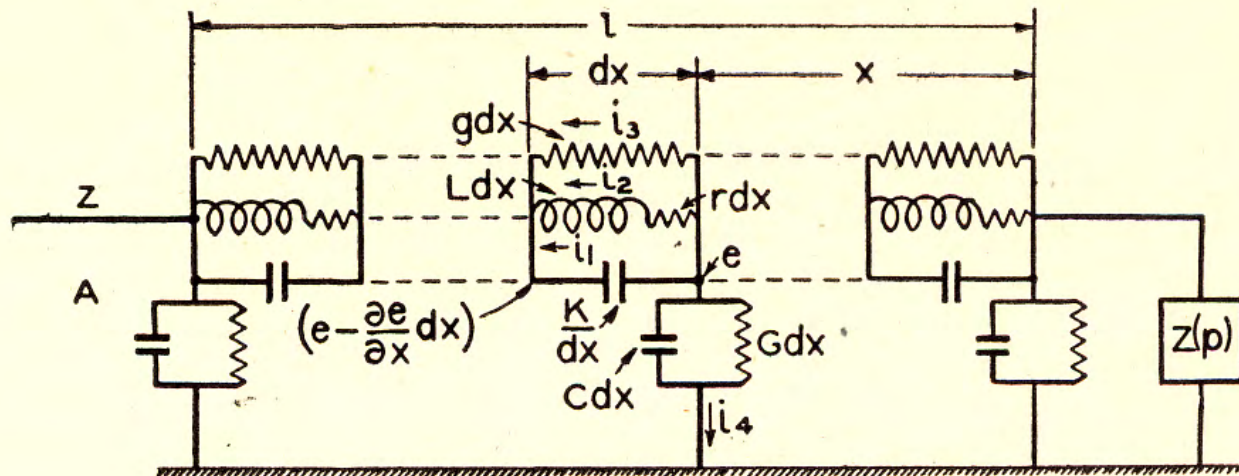 l
dx
x
gdx
i₃
Ldx
i₂
rdx
Z
i₁
e
A
(e-∂e/∂x dx)
K/dx
Gdx
Z(p)
Cdx
i₄